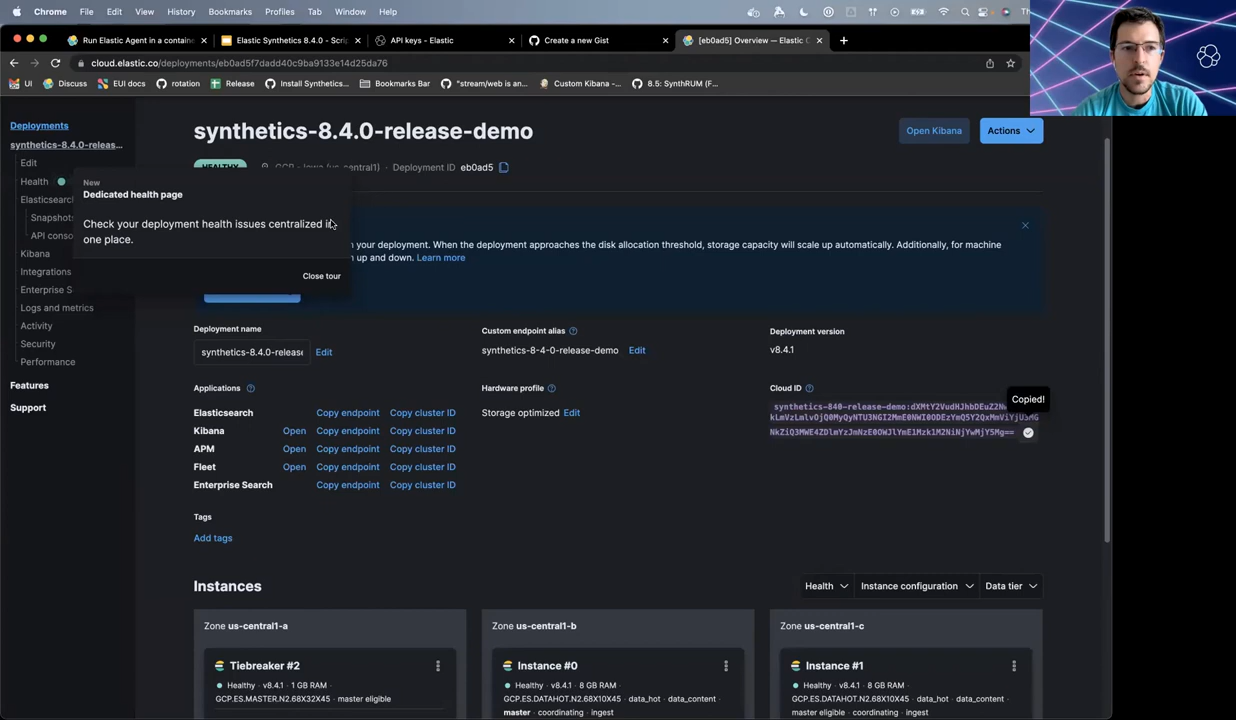 Chrome File Edit View History Bookmarks Profiles Tab Window Help
Run Elastic Agent in a containe
Elastic Synthetics 8.4.0 - Scrip
API keys - Elastic
Create a new Gist
[eb0ad5] Overview — Elastic C
cloud.elastic.co/deployments/eb0ad5f7dadd40c9ba9133e14d25da76
UI
Discuss
EUI docs
rotation
Release
Install Synthetics...
Bookmarks Bar
"stream/web is an...
Custom Kibana -...
8.5: SynthRUM (F...
Deployments
synthetics-8.4.0-releas...
Edit
Health
Elasticsearch
Snapshots
API conso
Kibana
Integrations
Enterprise S
Logs and metrics
Activity
Security
Performance
Features
Support
New
Dedicated health page
Check your deployment health issues centralized in
one place.
Close tour
synthetics-8.4.0-release-demo
Open Kibana
Actions
HEALTHY
GCP - Iowa (us-central1)
Deployment ID eb0ad5
your deployment. When the deployment approaches the disk allocation threshold, storage capacity will scale up automatically. Additionally, for machine
up and down. Learn more
Deployment name
synthetics-8.4.0-release
Edit
Custom endpoint alias
synthetics-8-4-0-release-demo Edit
Deployment version
v8.4.1
Applications
Elasticsearch Copy endpoint Copy cluster ID
Kibana Open Copy endpoint Copy cluster ID
APM Open Copy endpoint Copy cluster ID
Fleet Open Copy endpoint Copy cluster ID
Enterprise Search Copy endpoint Copy cluster ID
Hardware profile
Storage optimized Edit
Cloud ID
Copied!
Tags
Add tags
Instances
Health
Instance configuration
Data tier
Zone us-central1-a
Tiebreaker #2
Healthy · v8.4.1 · 1 GB RAM ·
GCP.ES.MASTER.N2.68X32X45 · master eligible
Zone us-central1-b
Instance #0
Healthy · v8.4.1 · 8 GB RAM ·
GCP.ES.DATAHOT.N2.68X10X45 · data_hot · data_content ·
master · coordinating · ingest
Zone us-central1-c
Instance #1
Healthy · v8.4.1 · 8 GB RAM ·
GCP.ES.DATAHOT.N2.68X10X45 · data_hot · data_content ·
master eligible · coordinating · ingest